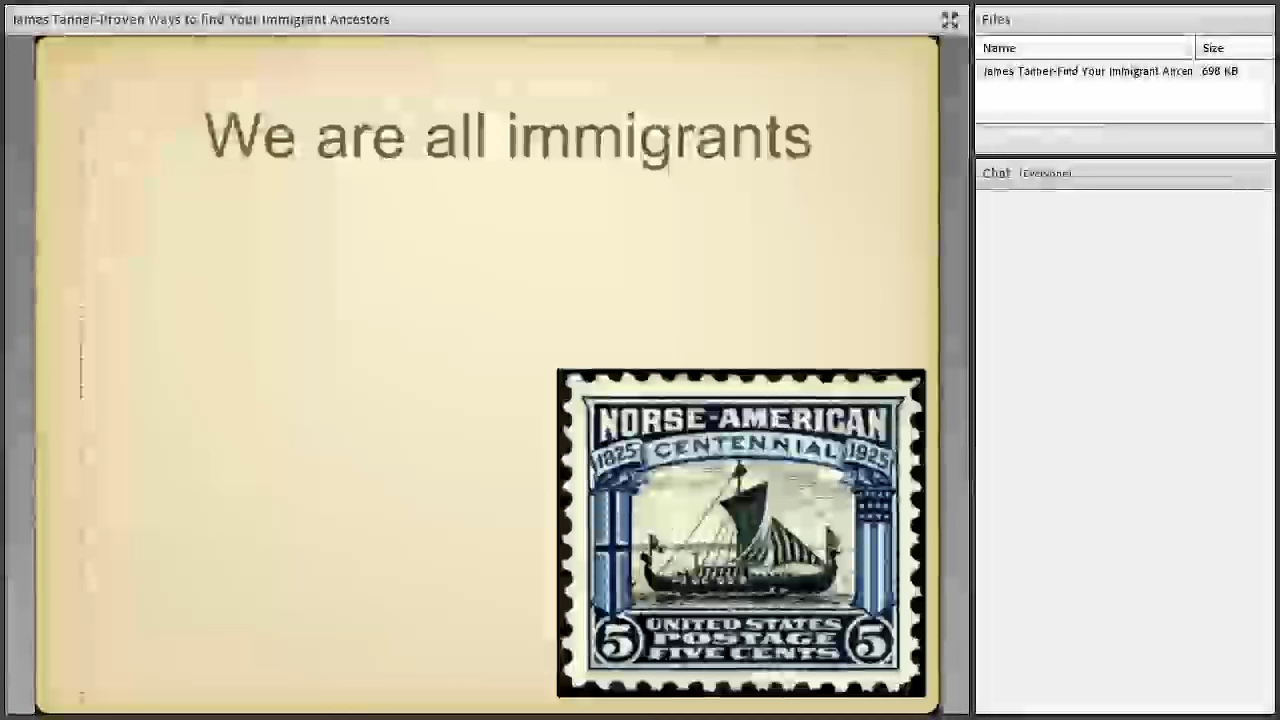 James Tanner-Proven Ways to find Your Immigrant Ancestors
We are all immigrants
NORSE-AMERICAN
1825 CENTENNIAL 1925
5 UNITED STATES 5
POSTAGE
FIVE CENTS
Files
Name Size
James Tanner-Find Your Immigrant 698 KB
Chat (Everyone)